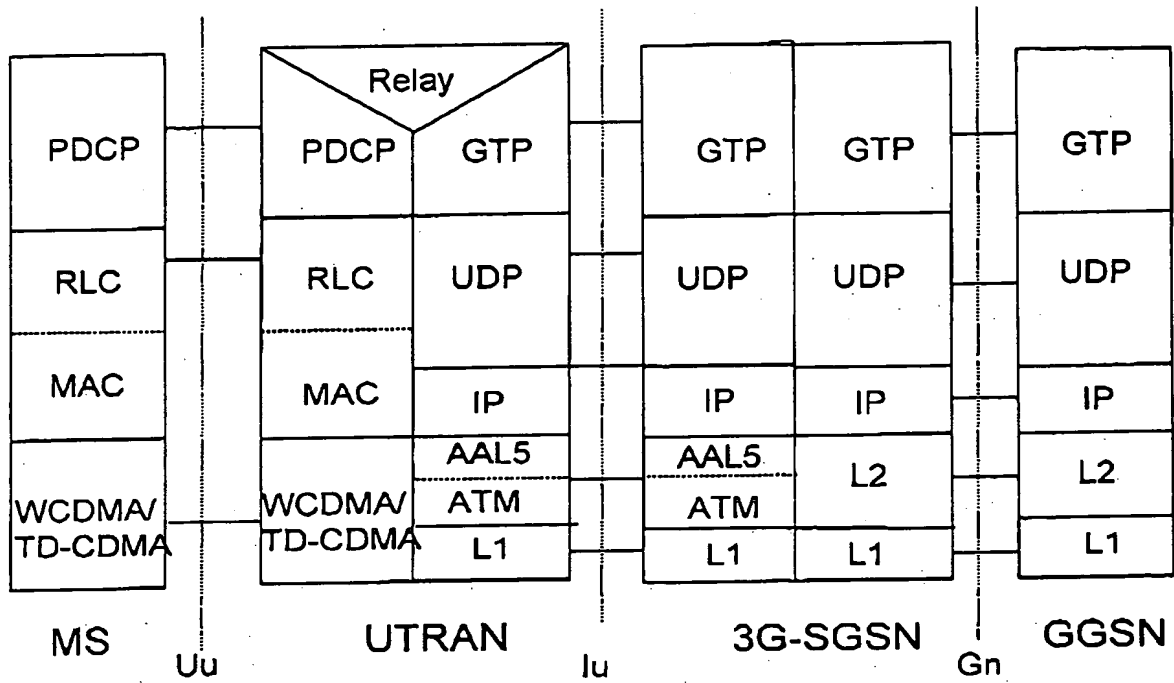 Relay
PDCP PDCP GTP GTP GTP GTP
RLC RLC UDP UDP UDP UDP
MAC MAC IP IP IP IP
AAL5 AAL5 L2 L2
WCDMA/ WCDMA/ ATM ATM
TD-CDMA TD-CDMA L1 L1 L1 L1
MS UTRAN 3G-SGSN GGSN
Uu Iu Gn